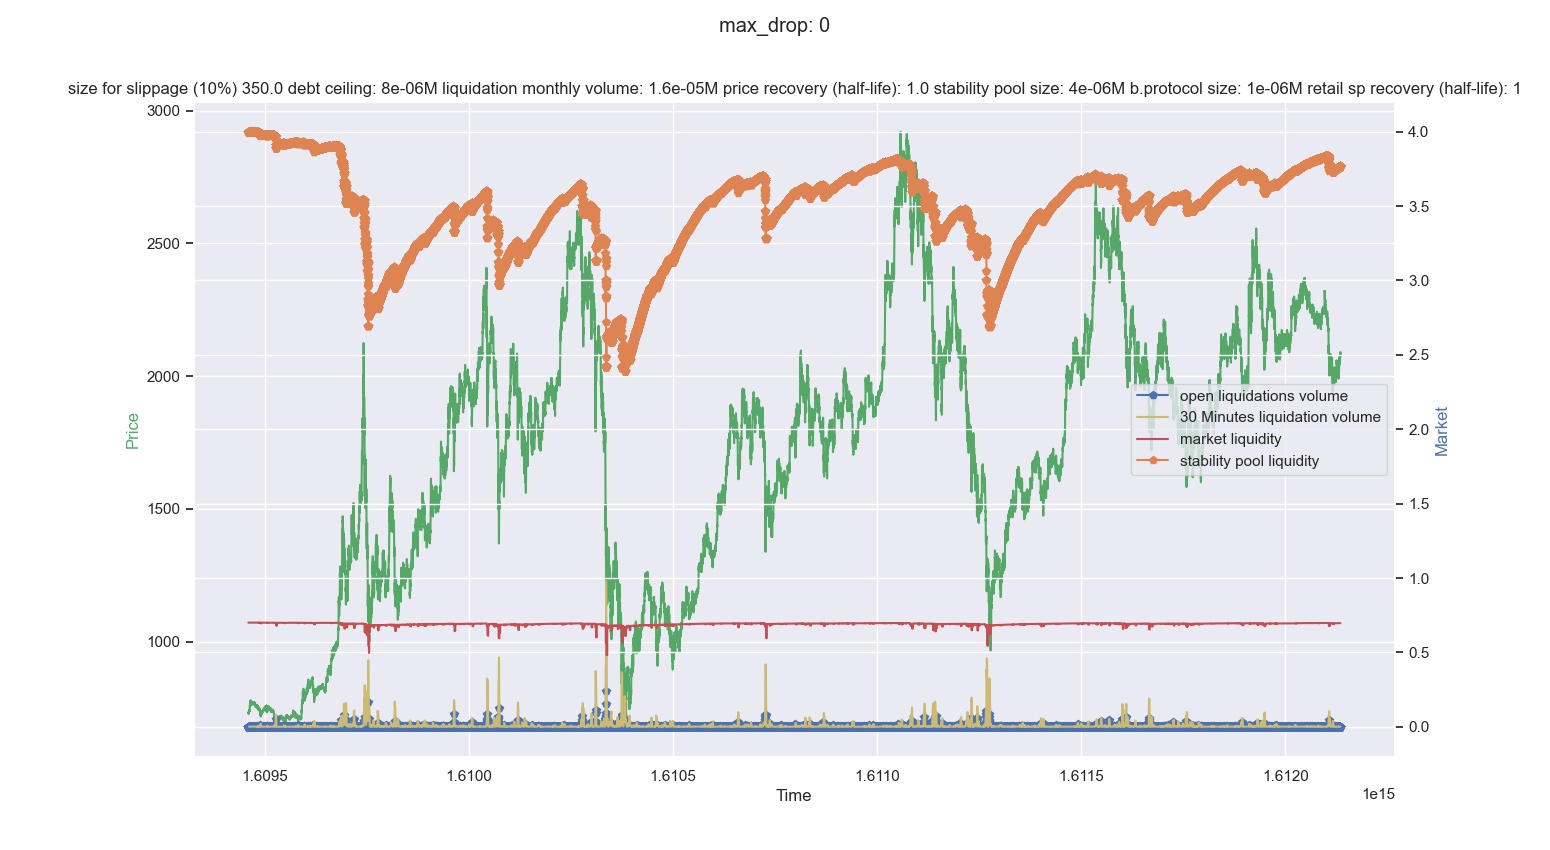 max_drop: 0
size for slippage (10%) 350.0 debt ceiling: 8e-06M liquidation monthly volume: 1.6e-05M price recovery (half-life): 1.0 stability pool size: 4e-06M b.protocol size: 1e-06M retail sp recovery (half-life): 1
3000
2500
2000
1500
1000
Price
4.0
3.5
3.0
2.5
2.0
1.5
1.0
0.5
0.0
Market
open liquidations volume
30 Minutes liquidation volume
market liquidity
stability pool liquidity
1.6095 1.6100 1.6105 1.6110 1.6115 1.6120
Time
1e15